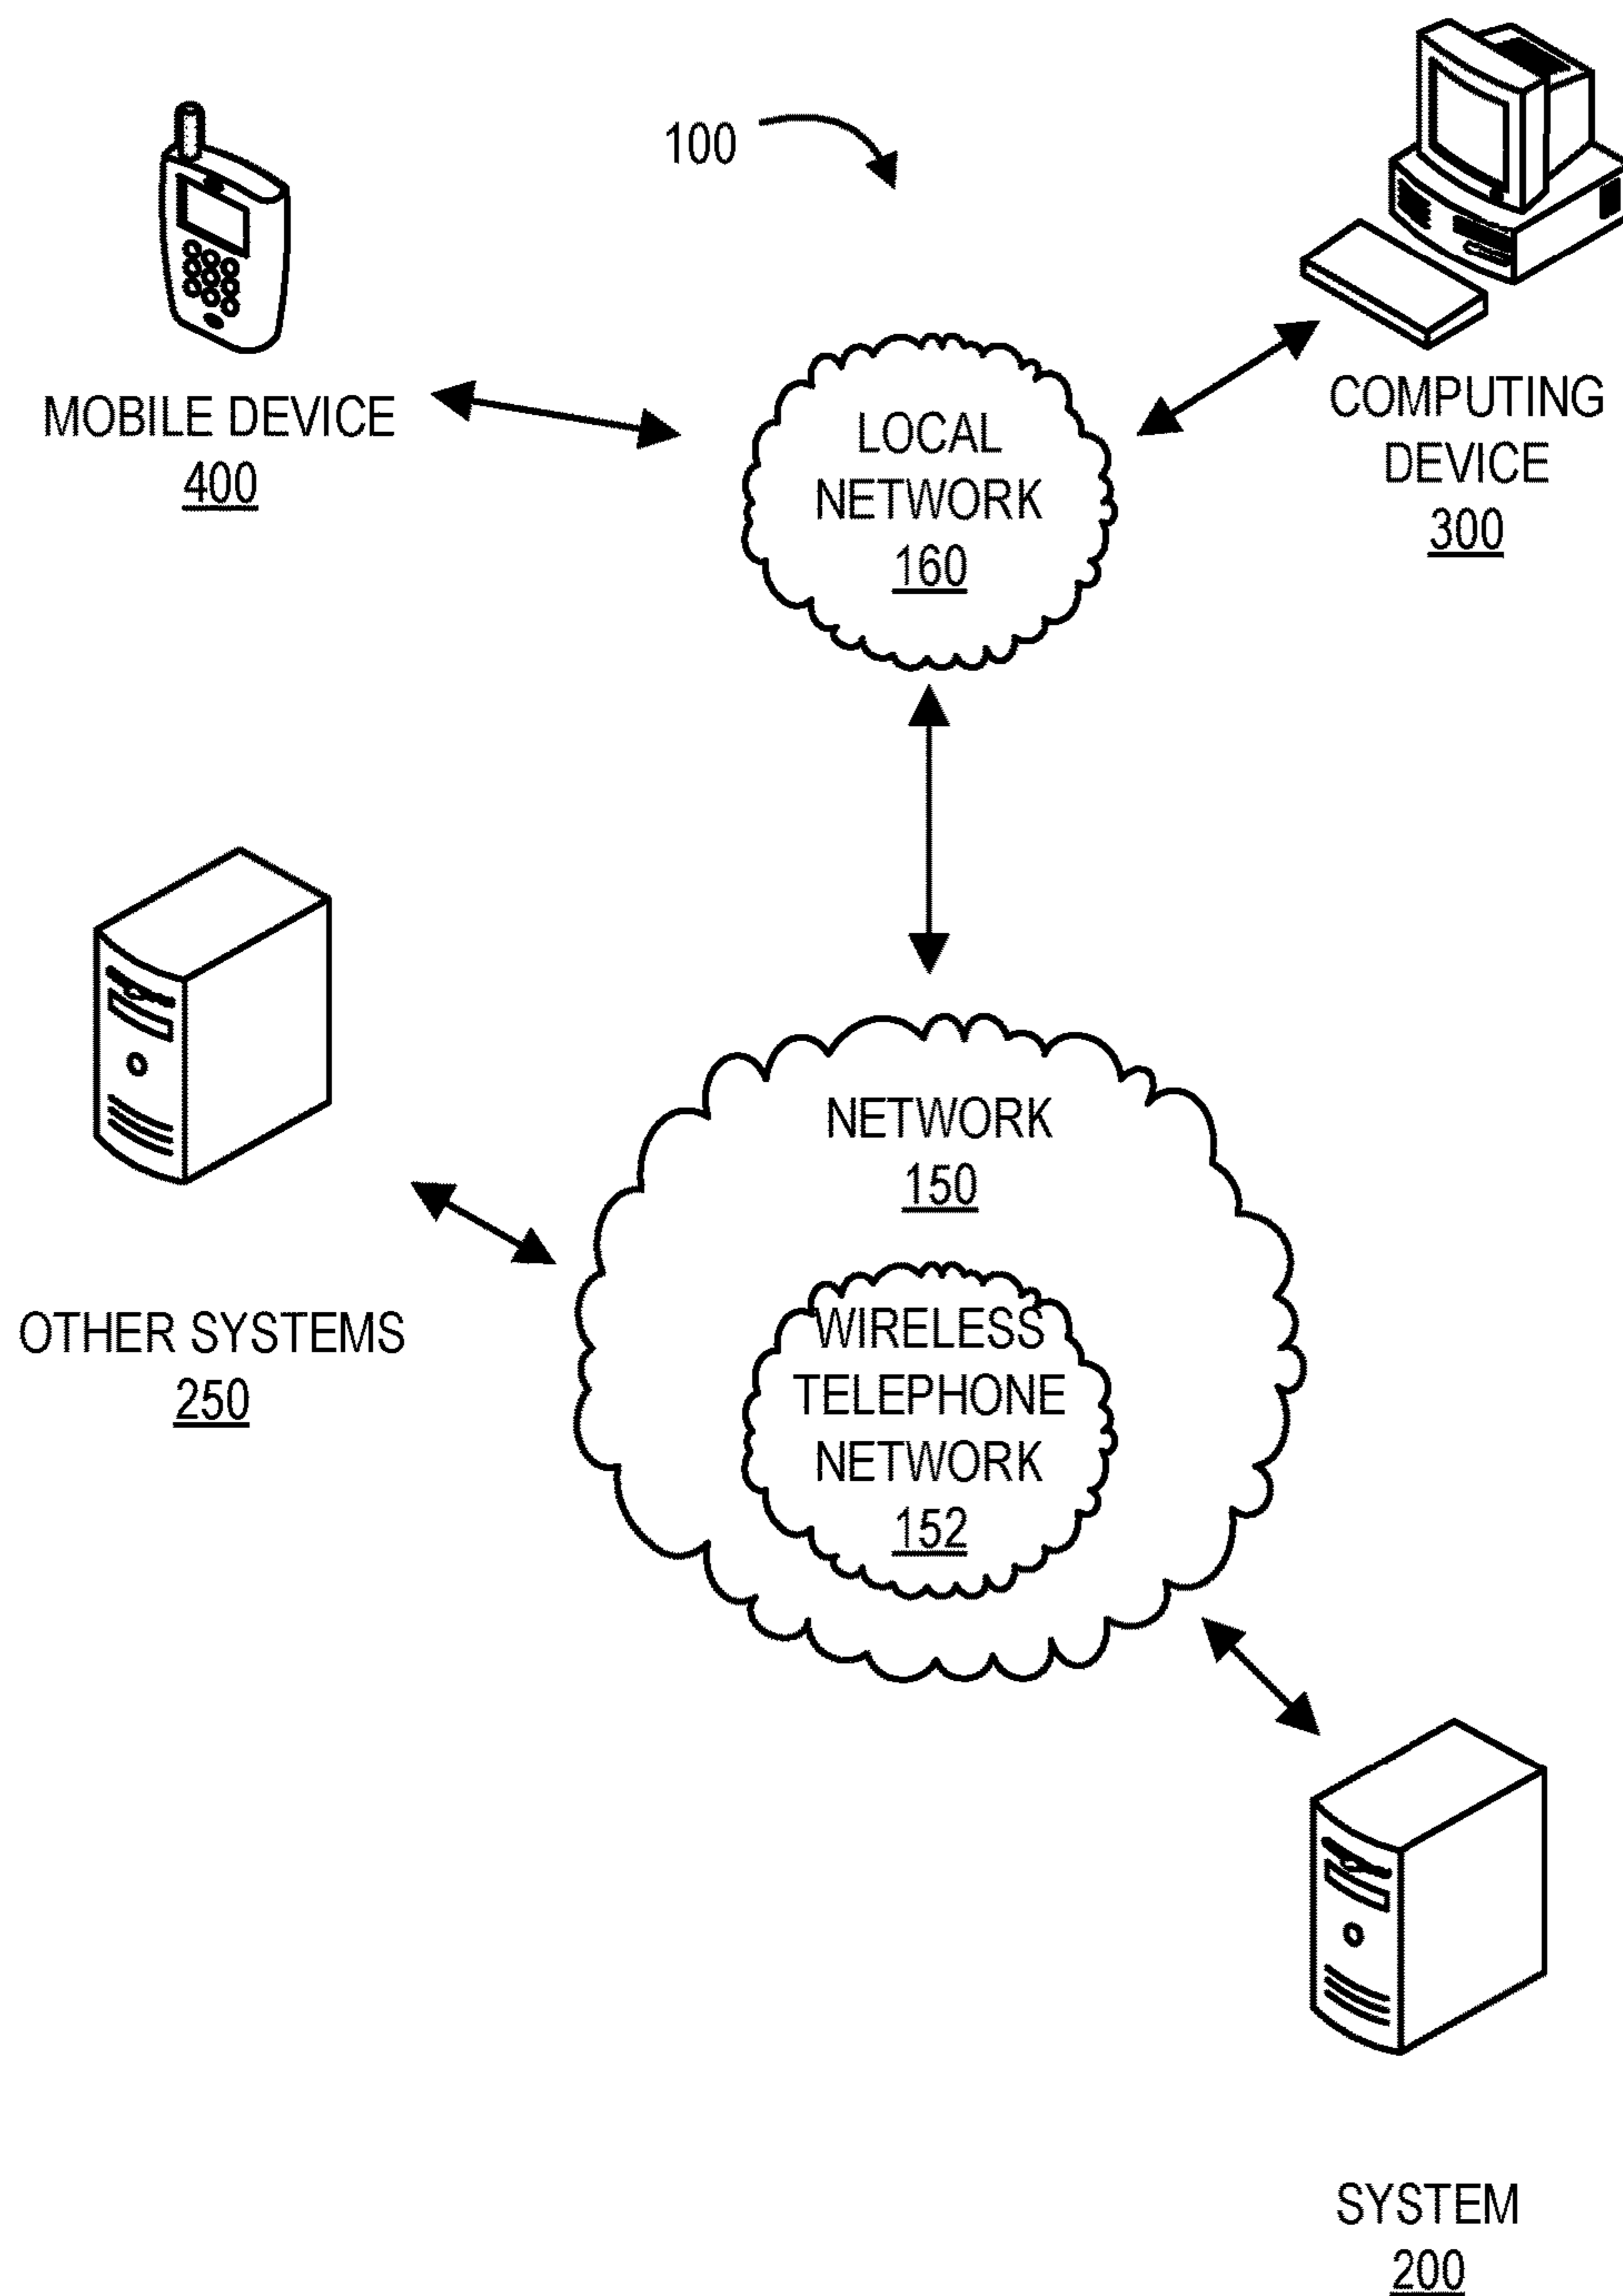 100
MOBILE DEVICE
400
LOCAL
NETWORK
160
COMPUTING
DEVICE
300
NETWORK
150
OTHER SYSTEMS
250
WIRELESS
TELEPHONE
NETWORK
152
SYSTEM
200